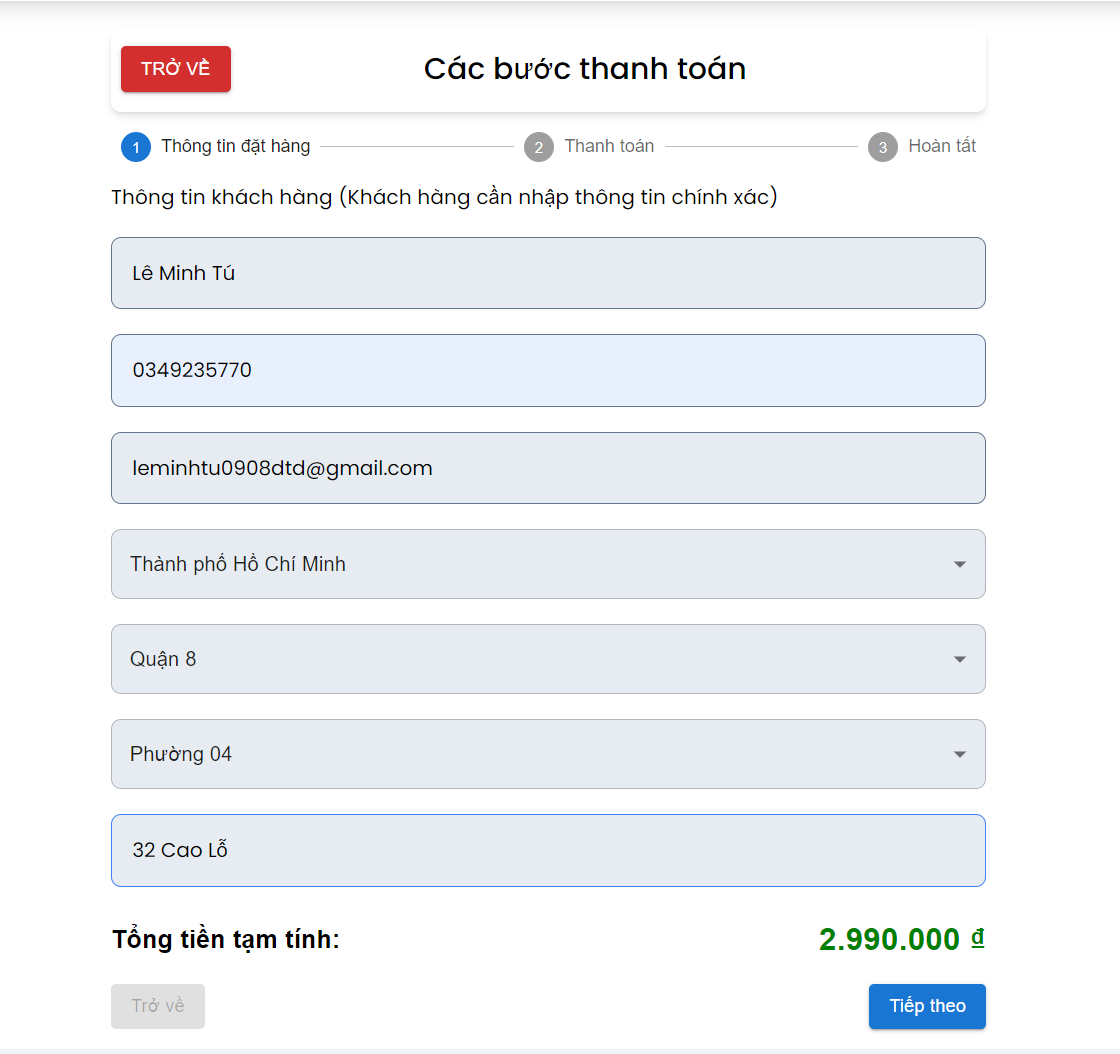 TRỞ VỀ
Các bước thanh toán
1 Thông tin đặt hàng 2 Thanh toán 3 Hoàn tất
Thông tin khách hàng (Khách hàng cần nhập thông tin chính xác)
Lê Minh Tú
0349235770
leminhtu0908dtd@gmail.com
Thành phố Hồ Chí Minh
Quận 8
Phường 04
32 Cao Lỗ
Tổng tiền tạm tính: 2.990.000 ₫
Trở về Tiếp theo